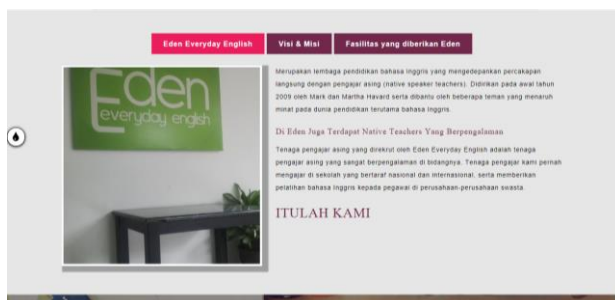 Eden Everyday English
Visi & Misi
Fasilitas yang diberikan Eden
Eden
everyday english
Merupakan lembaga pendidikan bahasa Inggris yang mengedepankan percakapan
langsung dengan pengajar asing (native speaker teachers). Didirikan pada awal tahun
2009 oleh Mark dan Martha Havard serta dibantu oleh beberapa teman yang menaruh
minat pada dunia pendidikan terutama bahasa Inggris.
Di Eden Juga Terdapat Native Teachers Yang Berpengalaman
Tenaga pengajar asing yang direkrut oleh Eden Everyday English adalah tenaga
pengajar asing yang sangat berpengalaman di bidangnya. Tenaga pengajar kami pernah
mengajar di sekolah yang bertaraf nasional dan internasional, serta memberikan
pelatihan bahasa Inggris kepada pegawai di perusahaan-perusahaan swasta.
ITULAH KAMI